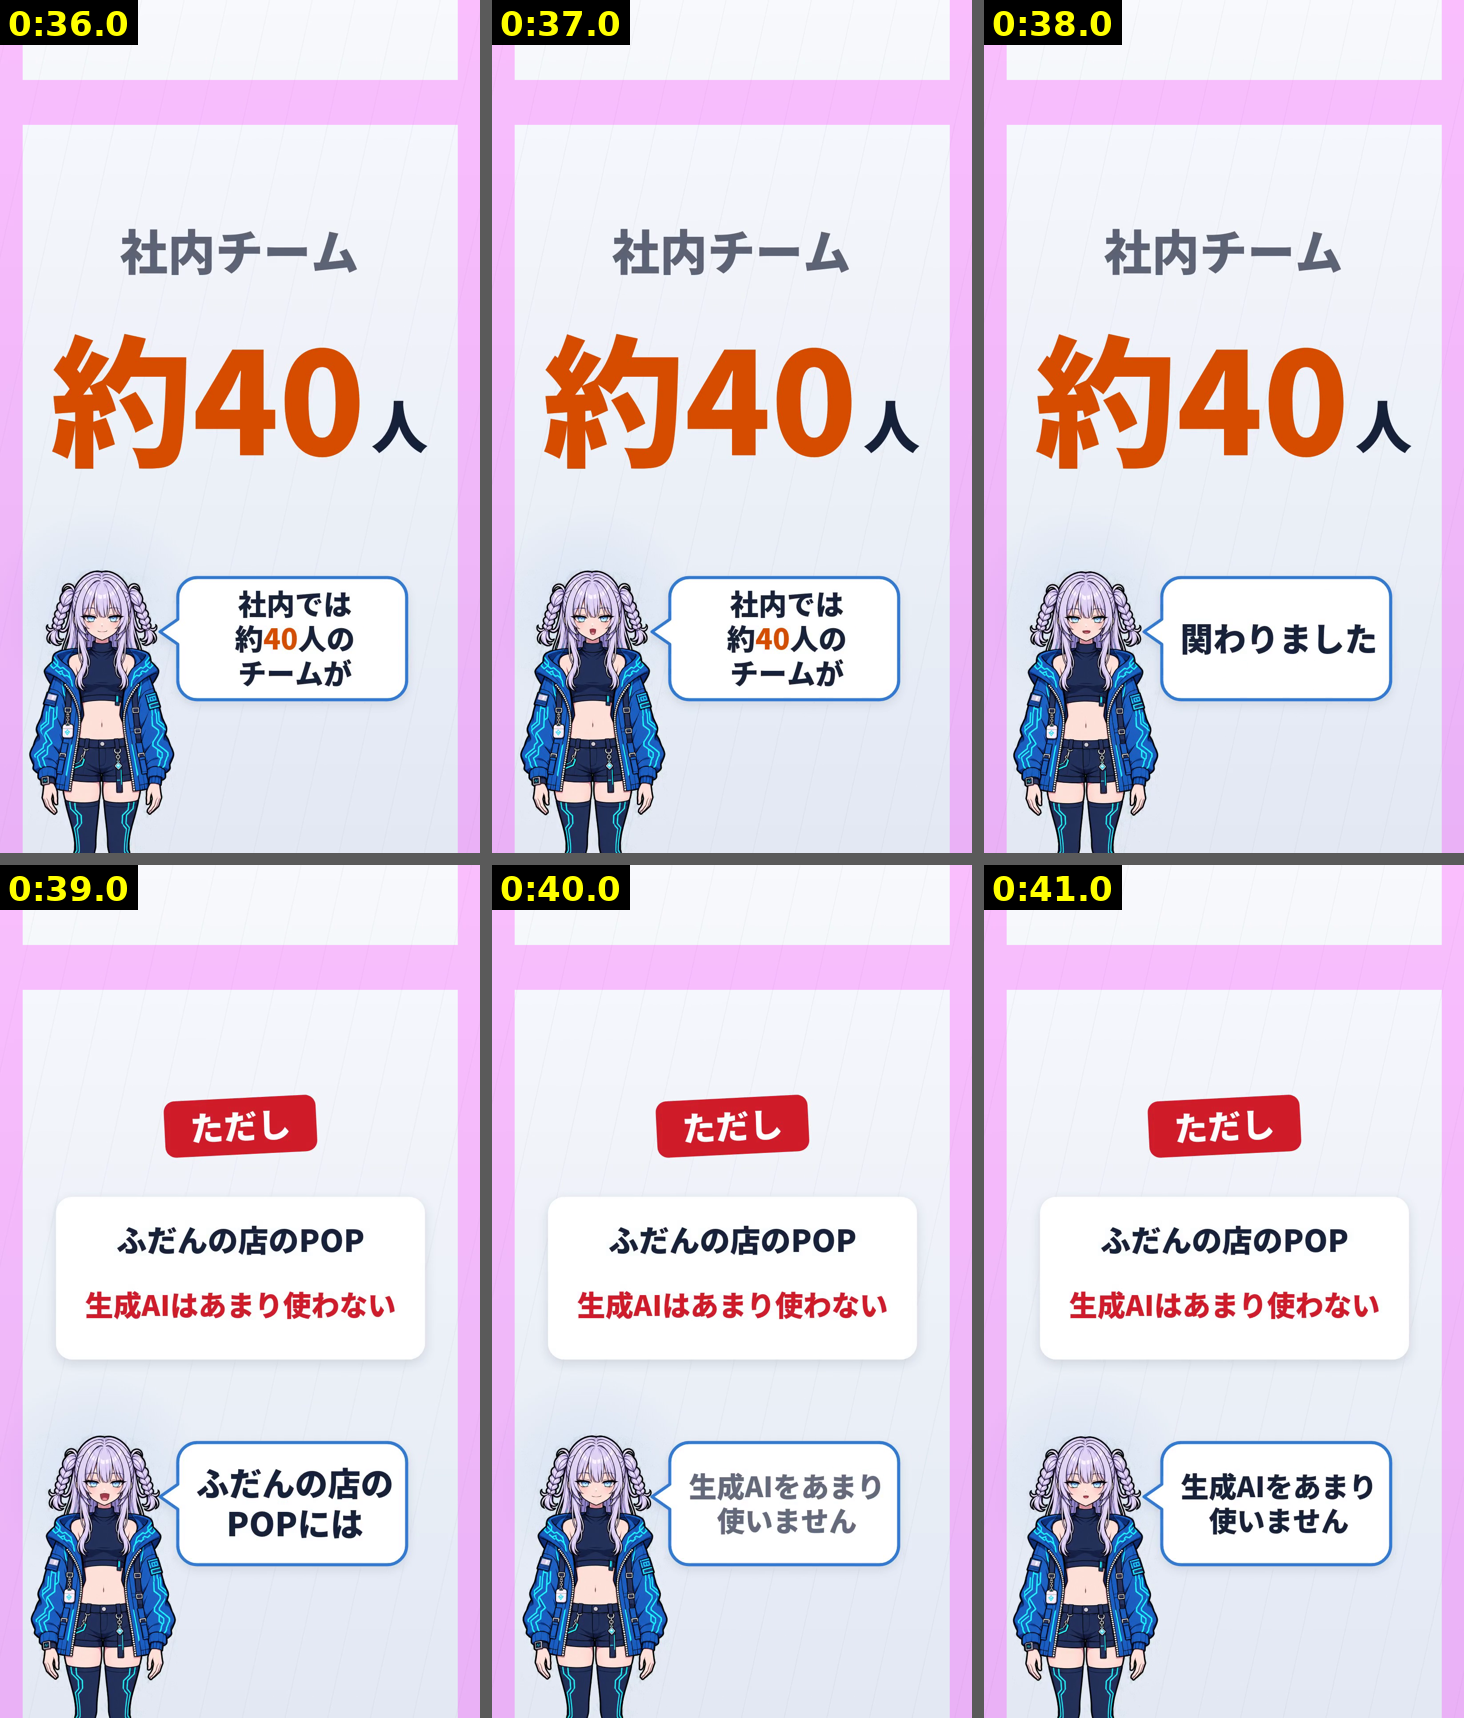 0:36.0
社内チーム
約40人
社内では
約40人の
チームが
0:37.0
社内チーム
約40人
社内では
約40人の
チームが
0:38.0
社内チーム
約40人
関わりました
0:39.0
ただし
ふだんの店のPOP
生成AIはあまり使わない
ふだんの店の
POPには
0:40.0
ただし
ふだんの店のPOP
生成AIはあまり使わない
生成AIをあまり
使いません
0:41.0
ただし
ふだんの店のPOP
生成AIはあまり使わない
生成AIをあまり
使いません